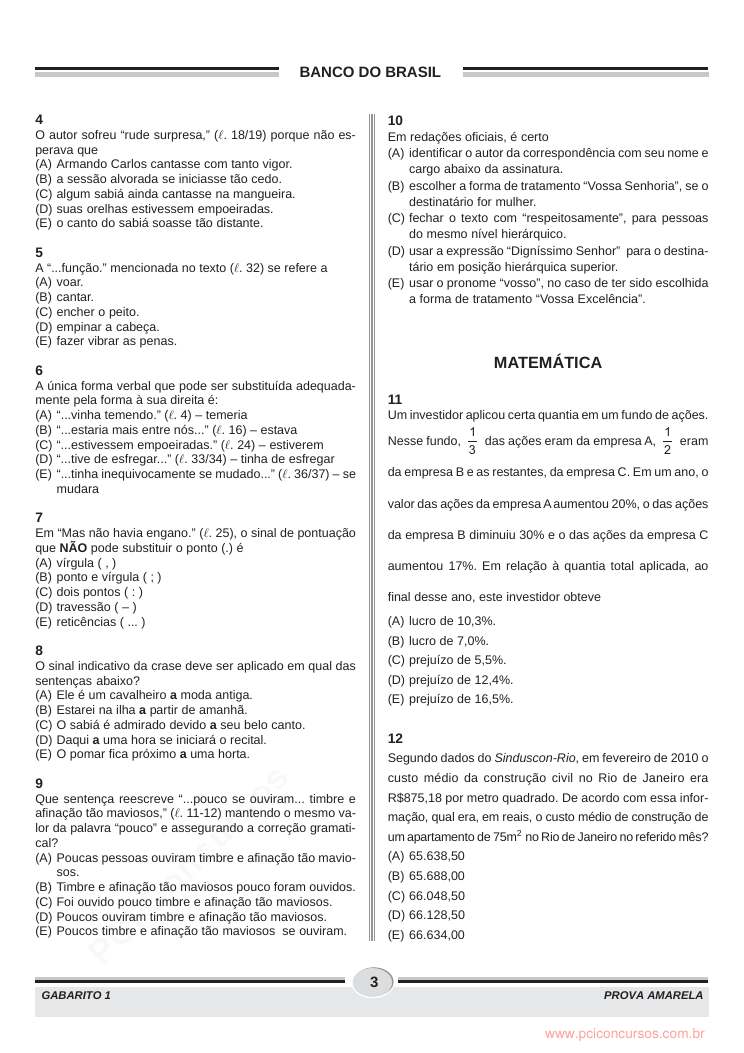 BANCO DO BRASIL
4
O autor sofreu “rude surpresa,” (ℓ. 18/19) porque não es-
perava que
(A) Armando Carlos cantasse com tanto vigor.
(B) a sessão alvorada se iniciasse tão cedo.
(C) algum sabiá ainda cantasse na mangueira.
(D) suas orelhas estivessem empoeiradas.
(E) o canto do sabiá soasse tão distante.
5
A “...função.” mencionada no texto (ℓ. 32) se refere a
(A) voar.
(B) cantar.
(C) encher o peito.
(D) empinar a cabeça.
(E) fazer vibrar as penas.
6
A única forma verbal que pode ser substituída adequada-
mente pela forma à sua direita é:
(A) “...vinha temendo.” (ℓ. 4) – temeria
(B) “...estaria mais entre nós...” (ℓ. 16) – estava
(C) “...estivessem empoeiradas.” (ℓ. 24) – estiverem
(D) “...tive de esfregar...” (ℓ. 33/34) – tinha de esfregar
(E) “...tinha inequivocamente se mudado...” (ℓ. 36/37) – se
mudara
7
Em “Mas não havia engano.” (ℓ. 25), o sinal de pontuação
que NÃO pode substituir o ponto (.) é
(A) vírgula ( , )
(B) ponto e vírgula ( ; )
(C) dois pontos ( : )
(D) travessão ( – )
(E) reticências ( ... )
8
O sinal indicativo da crase deve ser aplicado em qual das
sentenças abaixo?
(A) Ele é um cavalheiro a moda antiga.
(B) Estarei na ilha a partir de amanhã.
(C) O sabiá é admirado devido a seu belo canto.
(D) Daqui a uma hora se iniciará o recital.
(E) O pomar fica próximo a uma horta.
9
Que sentença reescreve “...pouco se ouviram... timbre e
afinação tão maviosos,” (ℓ. 11-12) mantendo o mesmo va-
lor da palavra “pouco” e assegurando a correção gramati-
cal?
(A) Poucas pessoas ouviram timbre e afinação tão mavio-
sos.
(B) Timbre e afinação tão maviosos pouco foram ouvidos.
(C) Foi ouvido pouco timbre e afinação tão maviosos.
(D) Poucos ouviram timbre e afinação tão maviosos.
(E) Poucos timbre e afinação tão maviosos se ouviram.
10
Em redações oficiais, é certo
(A) identificar o autor da correspondência com seu nome e
cargo abaixo da assinatura.
(B) escolher a forma de tratamento “Vossa Senhoria”, se o
destinatário for mulher.
(C) fechar o texto com “respeitosamente”, para pessoas
do mesmo nível hierárquico.
(D) usar a expressão “Digníssimo Senhor” para o destina-
tário em posição hierárquica superior.
(E) usar o pronome “vosso”, no caso de ter sido escolhida
a forma de tratamento “Vossa Excelência”.
MATEMÁTICA
11
Um investidor aplicou certa quantia em um fundo de ações.
Nesse fundo, 1/3 das ações eram da empresa A, 1/2 eram
da empresa B e as restantes, da empresa C. Em um ano, o
valor das ações da empresa A aumentou 20%, o das ações
da empresa B diminuiu 30% e o das ações da empresa C
aumentou 17%. Em relação à quantia total aplicada, ao
final desse ano, este investidor obteve
(A) lucro de 10,3%.
(B) lucro de 7,0%.
(C) prejuízo de 5,5%.
(D) prejuízo de 12,4%.
(E) prejuízo de 16,5%.
12
Segundo dados do Sinduscon-Rio, em fevereiro de 2010 o
custo médio da construção civil no Rio de Janeiro era
R$875,18 por metro quadrado. De acordo com essa infor-
mação, qual era, em reais, o custo médio de construção de
um apartamento de 75m² no Rio de Janeiro no referido mês?
(A) 65.638,50
(B) 65.688,00
(C) 66.048,50
(D) 66.128,50
(E) 66.634,00
3
GABARITO 1
PROVA AMARELA
www.pciconcursos.com.br